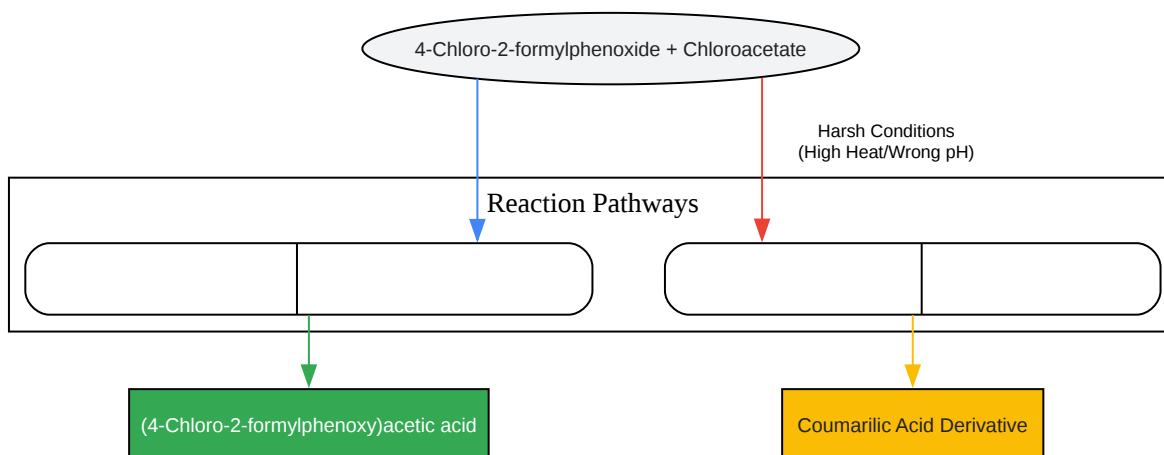 4-Chloro-2-formylphenoxide + Chloroacetate
Harsh Conditions
(High Heat/Wrong pH)
Reaction Pathways
(4-Chloro-2-formylphenoxy)acetic acid
Coumarilic Acid Derivative